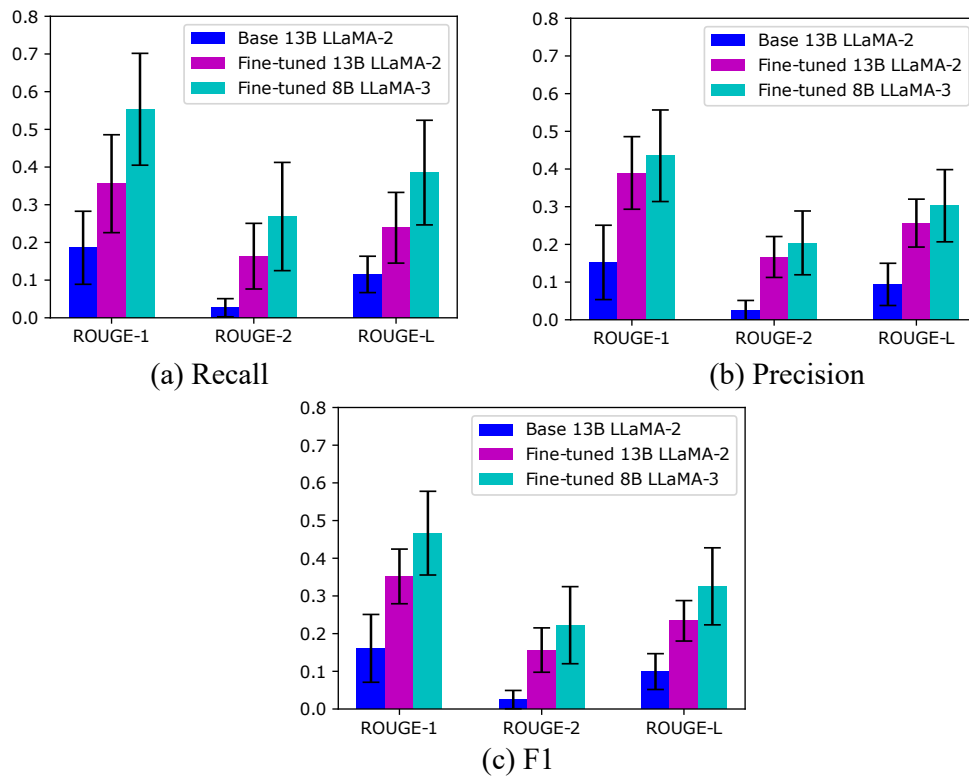 0.8
0.7
0.6
0.5
0.4
0.3
0.2
0.1
0.0
Base 13B LLaMA-2
Fine-tuned 13B LLaMA-2
Fine-tuned 8B LLaMA-3
ROUGE-1 ROUGE-2 ROUGE-L
(a) Recall
0.8
0.7
0.6
0.5
0.4
0.3
0.2
0.1
0.0
Base 13B LLaMA-2
Fine-tuned 13B LLaMA-2
Fine-tuned 8B LLaMA-3
ROUGE-1 ROUGE-2 ROUGE-L
(b) Precision
0.8
0.7
0.6
0.5
0.4
0.3
0.2
0.1
0.0
Base 13B LLaMA-2
Fine-tuned 13B LLaMA-2
Fine-tuned 8B LLaMA-3
ROUGE-1 ROUGE-2 ROUGE-L
(c) F1